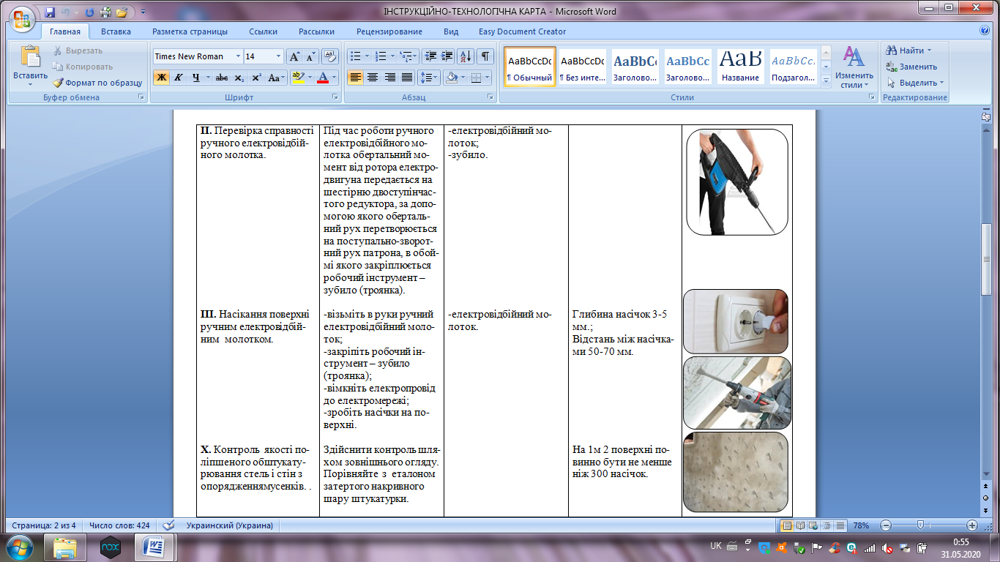 ІНСТРУКЦІЙНО-ТЕХНОЛОГІЧНА КАРТА - Microsoft Word
Главная
Вставка
Разметка страницы
Ссылки
Рассылки
Рецензирование
Вид
Easy Document Creator
Вставить
Вырезать
Копировать
Формат по образцу
Буфер обмена
Times New Roman
14
Ж К Ч abc x₂ x² Aa
Шрифт
Абзац
AaBbCcDc
¶ Обычный
AaBbCcDc
¶ Без инте...
AaBbC
Заголово...
AaBbCc
Заголово...
AaB
Название
AaBbCc.
Подзагол...
Изменить
стили
Стили
Найти
Заменить
Выделить
Редактирование
II. Перевірка справності
ручного електровідбій-
ного молотка.
Під час роботи ручного
електровідбійного мо-
лотка обертальний мо-
мент від ротора електро-
двигуна передається на
шестірню двоступінчас-
того редуктора, за допо-
могою якого оберталь-
ний рух перетворюється
на поступально-зворот-
ний рух патрона, в обой-
мі якого закріплюється
робочий інструмент –
зубило (троянка).
-електровідбійний мо-
лоток;
-зубило.
III. Насікання поверхні
ручним електровідбій-
ним молотком.
-візьміть в руки ручний
електровідбійний моло-
ток;
-закріпіть робочий ін-
струмент – зубило
(троянка);
-вімкніть електропровід
до електромережі;
-зробіть насічки на по-
верхні.
-електровідбійний мо-
лоток.
Глибина насічок 3-5
мм.;
Відстань між насічка-
ми 50-70 мм.
X. Контроль якості по-
ліпшеного обштукату-
рювання стель і стін з
опорядженнямусенків. .
Здійснити контроль шля-
хом зовнішнього огляду.
Порівняйте з еталоном
затертого накривного
шару штукатурки.
На 1м 2 поверхні по-
винно бути не менше
ніж 300 насічок.
Страница: 2 из 4
Число слов: 424
Украинский (Украина)
78%
nox
UK
0:55
31.05.2020